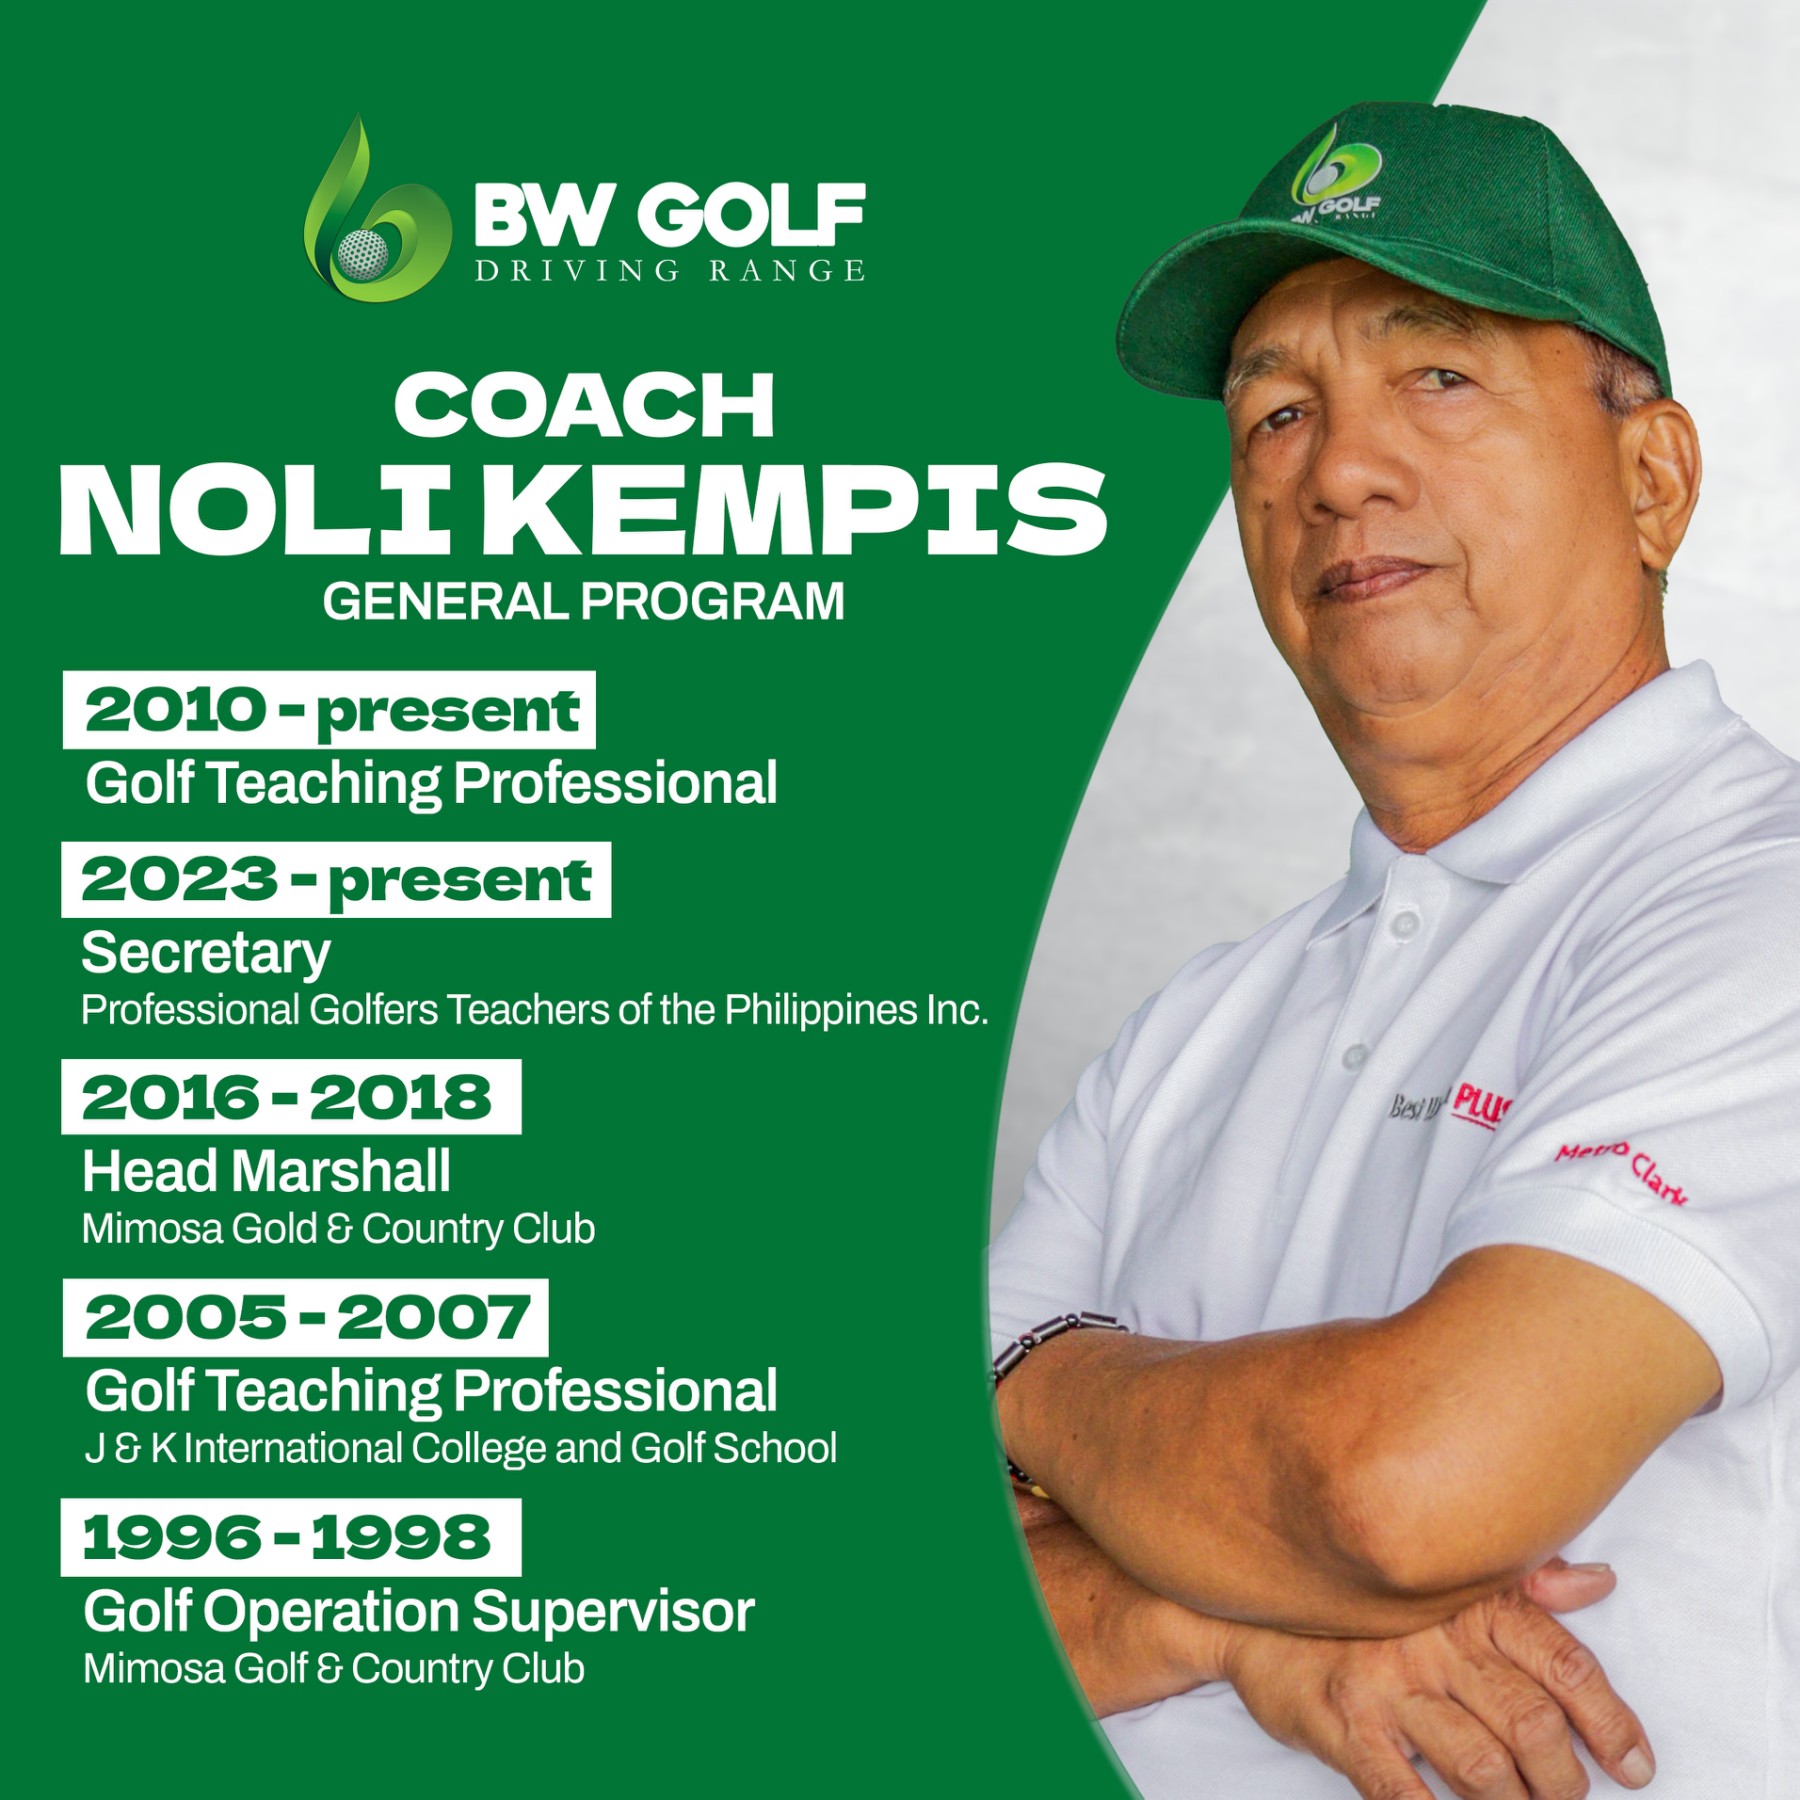 BW GOLF
DRIVING RANGE
COACH
NOLI KEMPIS
GENERAL PROGRAM
2010 - present
Golf Teaching Professional
2023 - present
Secretary
Professional Golfers Teachers of the Philippines Inc.
2016 - 2018
Head Marshall
Mimosa Gold & Country Club
2005 - 2007
Golf Teaching Professional
J & K International College and Golf School
1996 - 1998
Golf Operation Supervisor
Mimosa Golf & Country Club
GOLF
Best
PLUS
Metro Clark